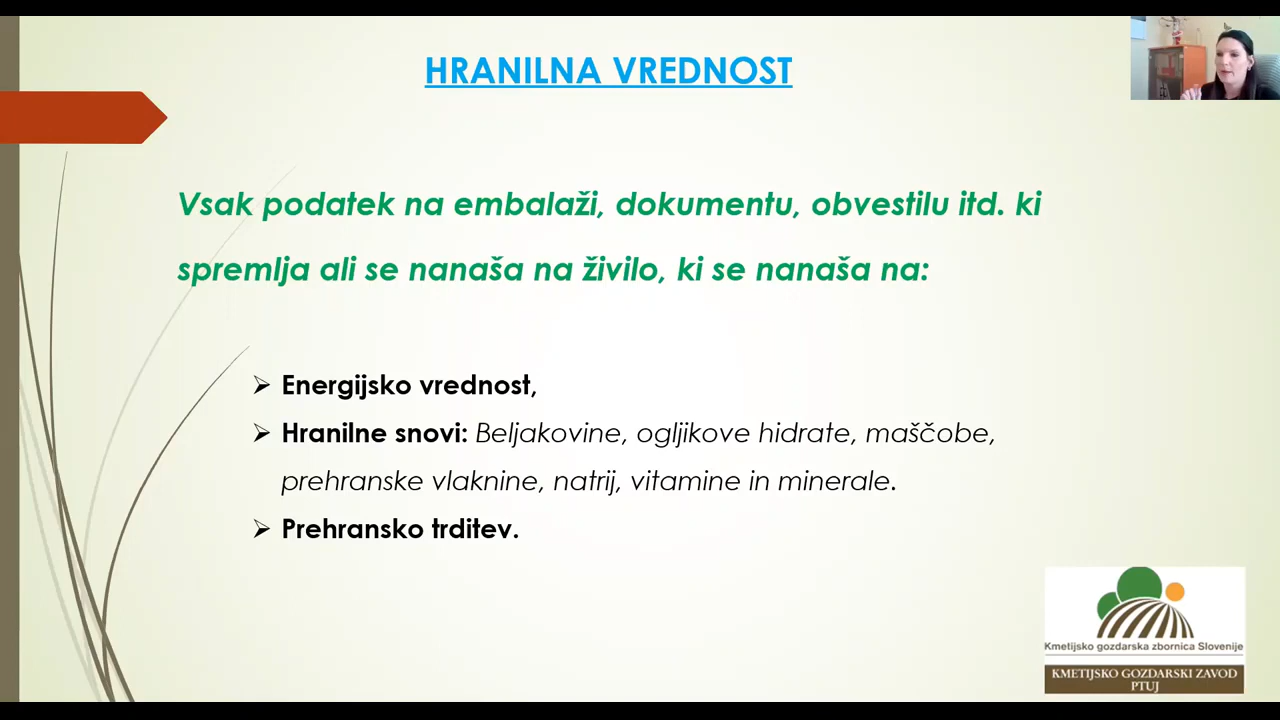 HRANILNA VREDNOST
Vsak podatek na embalaži, dokumentu, obvestilu itd. ki
spremlja ali se nanaša na živilo, ki se nanaša na:
➢ Energijsko vrednost,
➢ Hranilne snovi: Beljakovine, ogljikove hidrate, maščobe,
prehranske vlaknine, natrij, vitamine in minerale.
➢ Prehransko trditev.
Kmetijsko gozdarska zbornica Slovenije
KMETIJSKO GOZDARSKI ZAVOD
PTUJ